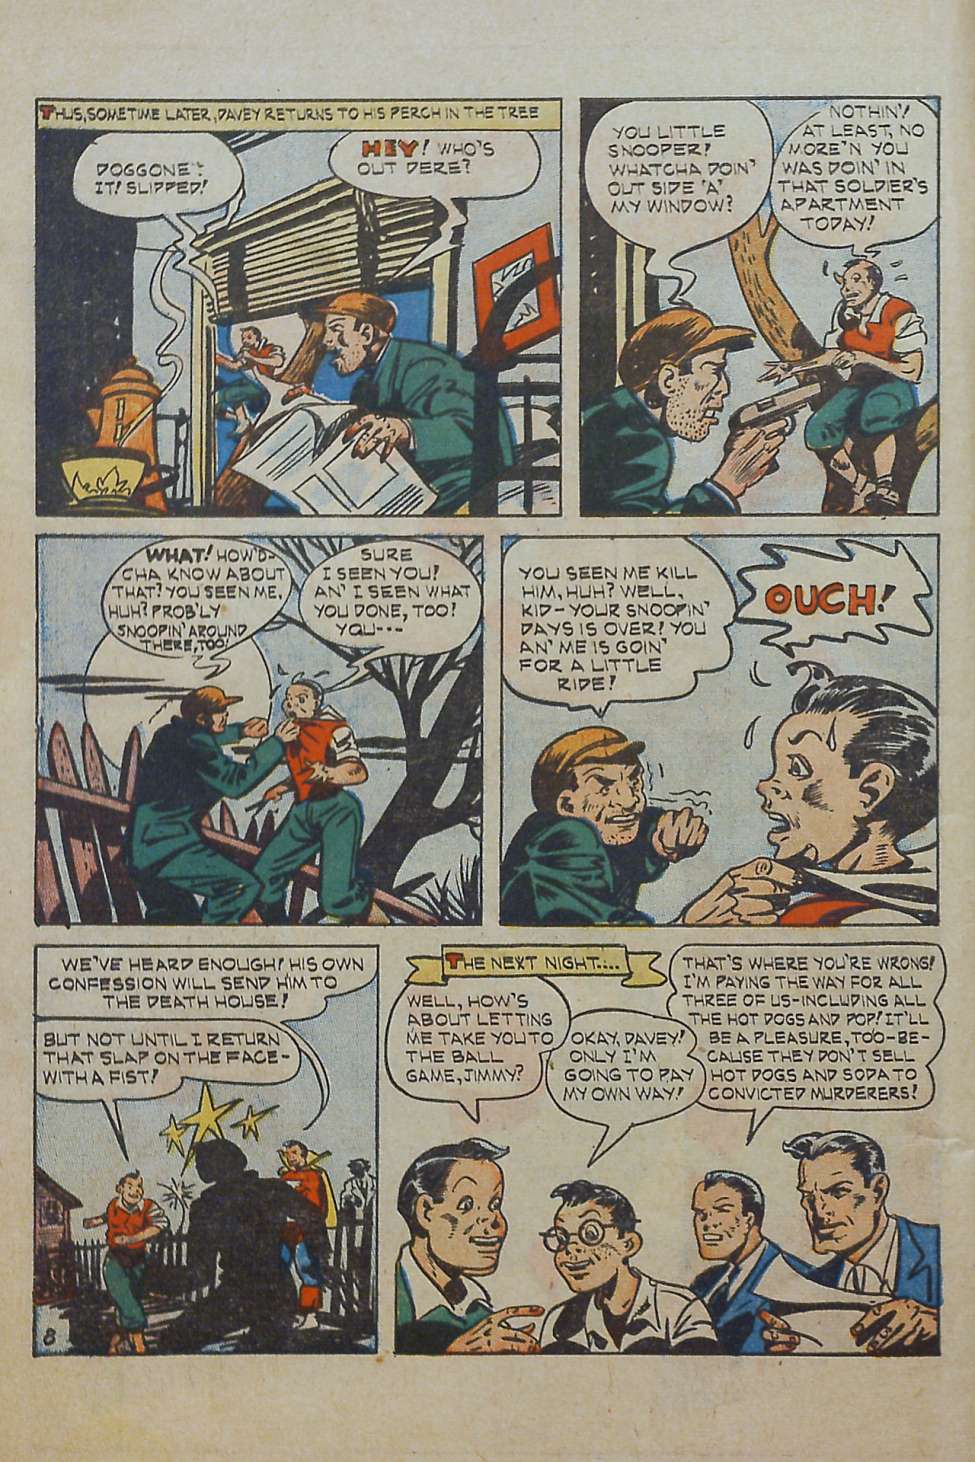 THUS, SOMETIME LATER, DAVEY RETURNS TO HIS PERCH IN THE TREE
DOGGONE!
IT! SLIPPED!
HEY! WHO'S
OUT DERE?
YOU LITTLE
SNOOPER!
WHATCHA DOIN'
OUT SIDE 'A'
MY WINDOW?
NOTHIN'!
AT LEAST, NO
MORE'N YOU
WAS DOIN' IN
THAT SOLDIER'S
APARTMENT
TODAY!
WHAT! HOW'D-
CHA KNOW ABOUT
THAT? YOU SEEN ME,
HUH? PROB'LY
SNOOPIN' AROUND
THERE, TOO!
SURE
I SEEN YOU!
AN' I SEEN WHAT
YOU DONE, TOO!
YOU---
YOU SEEN ME KILL
HIM, HUH? WELL,
KID- YOUR SNOOPIN'
DAYS IS OVER! YOU
AN' ME IS GOIN'
FOR A LITTLE
RIDE!
OUCH!
WE'VE HEARD ENOUGH! HIS OWN
CONFESSION WILL SEND HIM TO
THE DEATH HOUSE!
BUT NOT UNTIL I RETURN
THAT SLAP ON THE FACE-
WITH A FIST!
8
THE NEXT NIGHT....
WELL, HOW'S
ABOUT LETTING
ME TAKE YOU TO
THE BALL
GAME, JIMMY?
OKAY, DAVEY!
ONLY I'M
GOING TO PAY
MY OWN WAY!
THAT'S WHERE YOU'RE WRONG!
I'M PAYING THE WAY FOR ALL
THREE OF US-INCLUDING ALL
THE HOT DOGS AND POP! IT'LL
BE A PLEASURE, TOO-BE-
CAUSE THEY DON'T SELL
HOT DOGS AND SODA TO
CONVICTED MURDERERS!